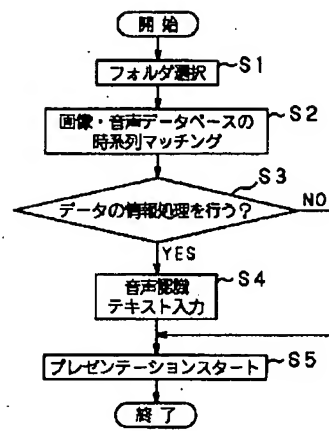 開始
フォルダ選択
S1
画像・音声データベースの
時系列マッチング
S2
データの情報処理を行う?
S3
NO
YES
音声認識
テキスト入力
S4
プレゼンテーションスタート
S5
終了